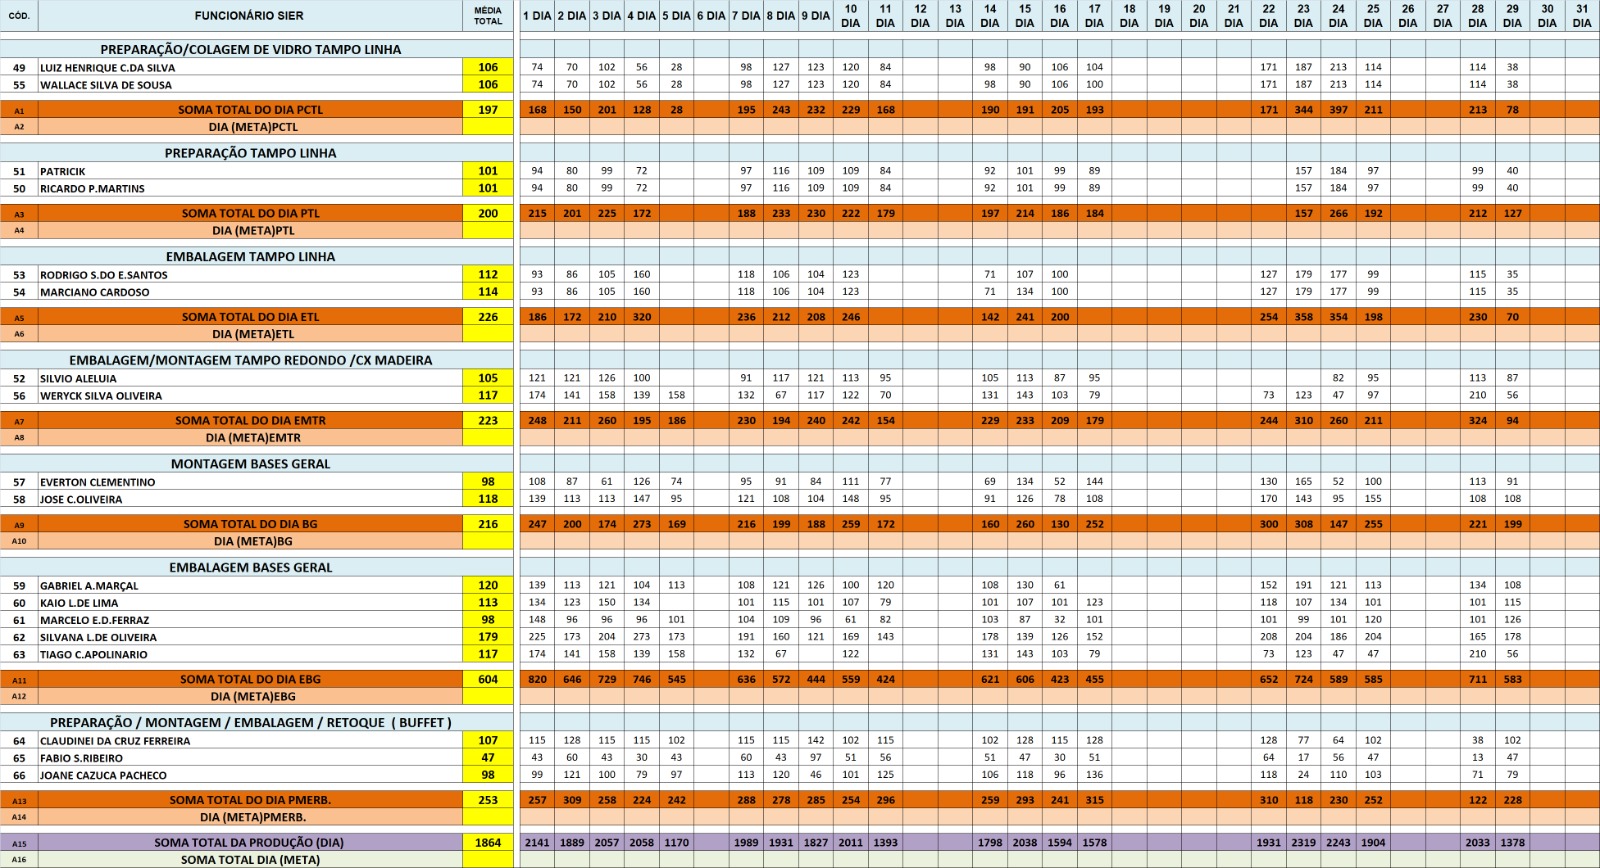 CÓD. FUNCIONÁRIO SIER MÉDIA TOTAL 1 DIA 2 DIA 3 DIA 4 DIA 5 DIA 6 DIA 7 DIA 8 DIA 9 DIA 10 DIA 11 DIA 12 DIA 13 DIA 14 DIA 15 DIA 16 DIA 17 DIA 18 DIA 19 DIA 20 DIA 21 DIA 22 DIA 23 DIA 24 DIA 25 DIA 26 DIA 27 DIA 28 DIA 29 DIA 30 DIA 31 DIA
PREPARAÇÃO/COLAGEM DE VIDRO TAMPO LINHA
49 LUIZ HENRIQUE C.DA SILVA 106 74 70 102 56 28 98 127 123 120 84 98 90 106 104 171 187 213 114 114 38
55 WALLACE SILVA DE SOUSA 106 74 70 102 56 28 98 127 123 120 84 98 90 106 100 171 187 213 114 114 38
A1 SOMA TOTAL DO DIA PCTL 197 168 150 201 128 28 195 243 232 229 168 190 191 205 193 171 344 397 211 213 78
A2 DIA (META)PCTL
PREPARAÇÃO TAMPO LINHA
51 PATRICIK 101 94 80 99 72 97 116 109 109 84 92 101 99 89 157 184 97 99 40
50 RICARDO P.MARTINS 101 94 80 99 72 97 116 109 109 84 92 101 99 89 157 184 97 99 40
A3 SOMA TOTAL DO DIA PTL 200 215 201 225 172 188 233 230 222 179 197 214 186 184 157 266 192 212 127
A4 DIA (META)PTL
EMBALAGEM TAMPO LINHA
53 RODRIGO S.DO E.SANTOS 112 93 86 105 160 118 106 104 123 71 107 100 127 179 177 99 115 35
54 MARCIANO CARDOSO 114 93 86 105 160 118 106 104 123 71 134 100 127 179 177 99 115 35
A5 SOMA TOTAL DO DIA ETL 226 186 172 210 320 236 212 208 246 142 241 200 254 358 354 198 230 70
A6 DIA (META)ETL
EMBALAGEM/MONTAGEM TAMPO REDONDO /CX MADEIRA
52 SILVIO ALELUIA 105 121 121 126 100 91 117 121 113 95 105 113 87 95 82 95 113 87
56 WERYCK SILVA OLIVEIRA 117 174 141 158 139 158 132 67 117 122 70 131 143 103 79 73 123 47 97 210 56
A7 SOMA TOTAL DO DIA EMTR 223 248 211 260 195 186 230 194 240 242 154 229 233 209 179 244 310 260 211 324 94
A8 DIA (META)EMTR
MONTAGEM BASES GERAL
57 EVERTON CLEMENTINO 98 108 87 61 126 74 95 91 84 111 77 69 134 52 144 130 165 52 100 113 91
58 JOSE C.OLIVEIRA 118 139 113 113 147 95 121 108 104 148 95 91 126 78 108 170 143 95 155 108 108
A9 SOMA TOTAL DO DIA BG 216 247 200 174 273 169 216 199 188 259 172 160 260 130 252 300 308 147 255 221 199
A10 DIA (META)BG
EMBALAGEM BASES GERAL
59 GABRIEL A.MARÇAL 120 139 113 121 104 113 108 121 126 100 120 108 130 61 152 191 121 113 134 108
60 KAIO L.DE LIMA 113 134 123 150 134 101 115 101 107 79 101 107 101 123 118 107 134 101 101 115
61 MARCELO E.D.FERRAZ 98 148 96 96 96 101 104 109 96 61 82 103 87 32 101 101 99 101 120 101 126
62 SILVANA L.DE OLIVEIRA 179 225 173 204 273 173 191 160 121 169 143 178 139 126 152 208 204 186 204 165 178
63 TIAGO C.APOLINARIO 117 174 141 158 139 158 132 67 122 131 143 103 79 73 123 47 47 210 56
A11 SOMA TOTAL DO DIA EBG 604 820 646 729 746 545 636 572 444 559 424 621 606 423 455 652 724 589 585 711 583
A12 DIA (META)EBG
PREPARAÇÃO / MONTAGEM / EMBALAGEM / RETOQUE ( BUFFET )
64 CLAUDINEI DA CRUZ FERREIRA 107 115 128 115 115 102 115 115 142 102 115 102 128 115 128 128 77 64 102 38 102
65 FABIO S.RIBEIRO 47 43 60 43 30 43 60 43 97 51 56 51 47 30 51 64 17 56 47 13 47
66 JOANE CAZUCA PACHECO 98 99 121 100 79 97 113 120 46 101 125 106 118 96 136 118 24 110 103 71 79
A13 SOMA TOTAL DO DIA PMERB. 253 257 309 258 224 242 288 278 285 254 296 259 293 241 315 310 118 230 252 122 228
A14 DIA (META)PMERB.
A15 SOMA TOTAL DA PRODUÇÃO (DIA) 1864 2141 1889 2057 2058 1170 1989 1931 1827 2011 1393 1798 2038 1594 1578 1931 2319 2243 1904 2033 1378
A16 SOMA TOTAL DIA (META)